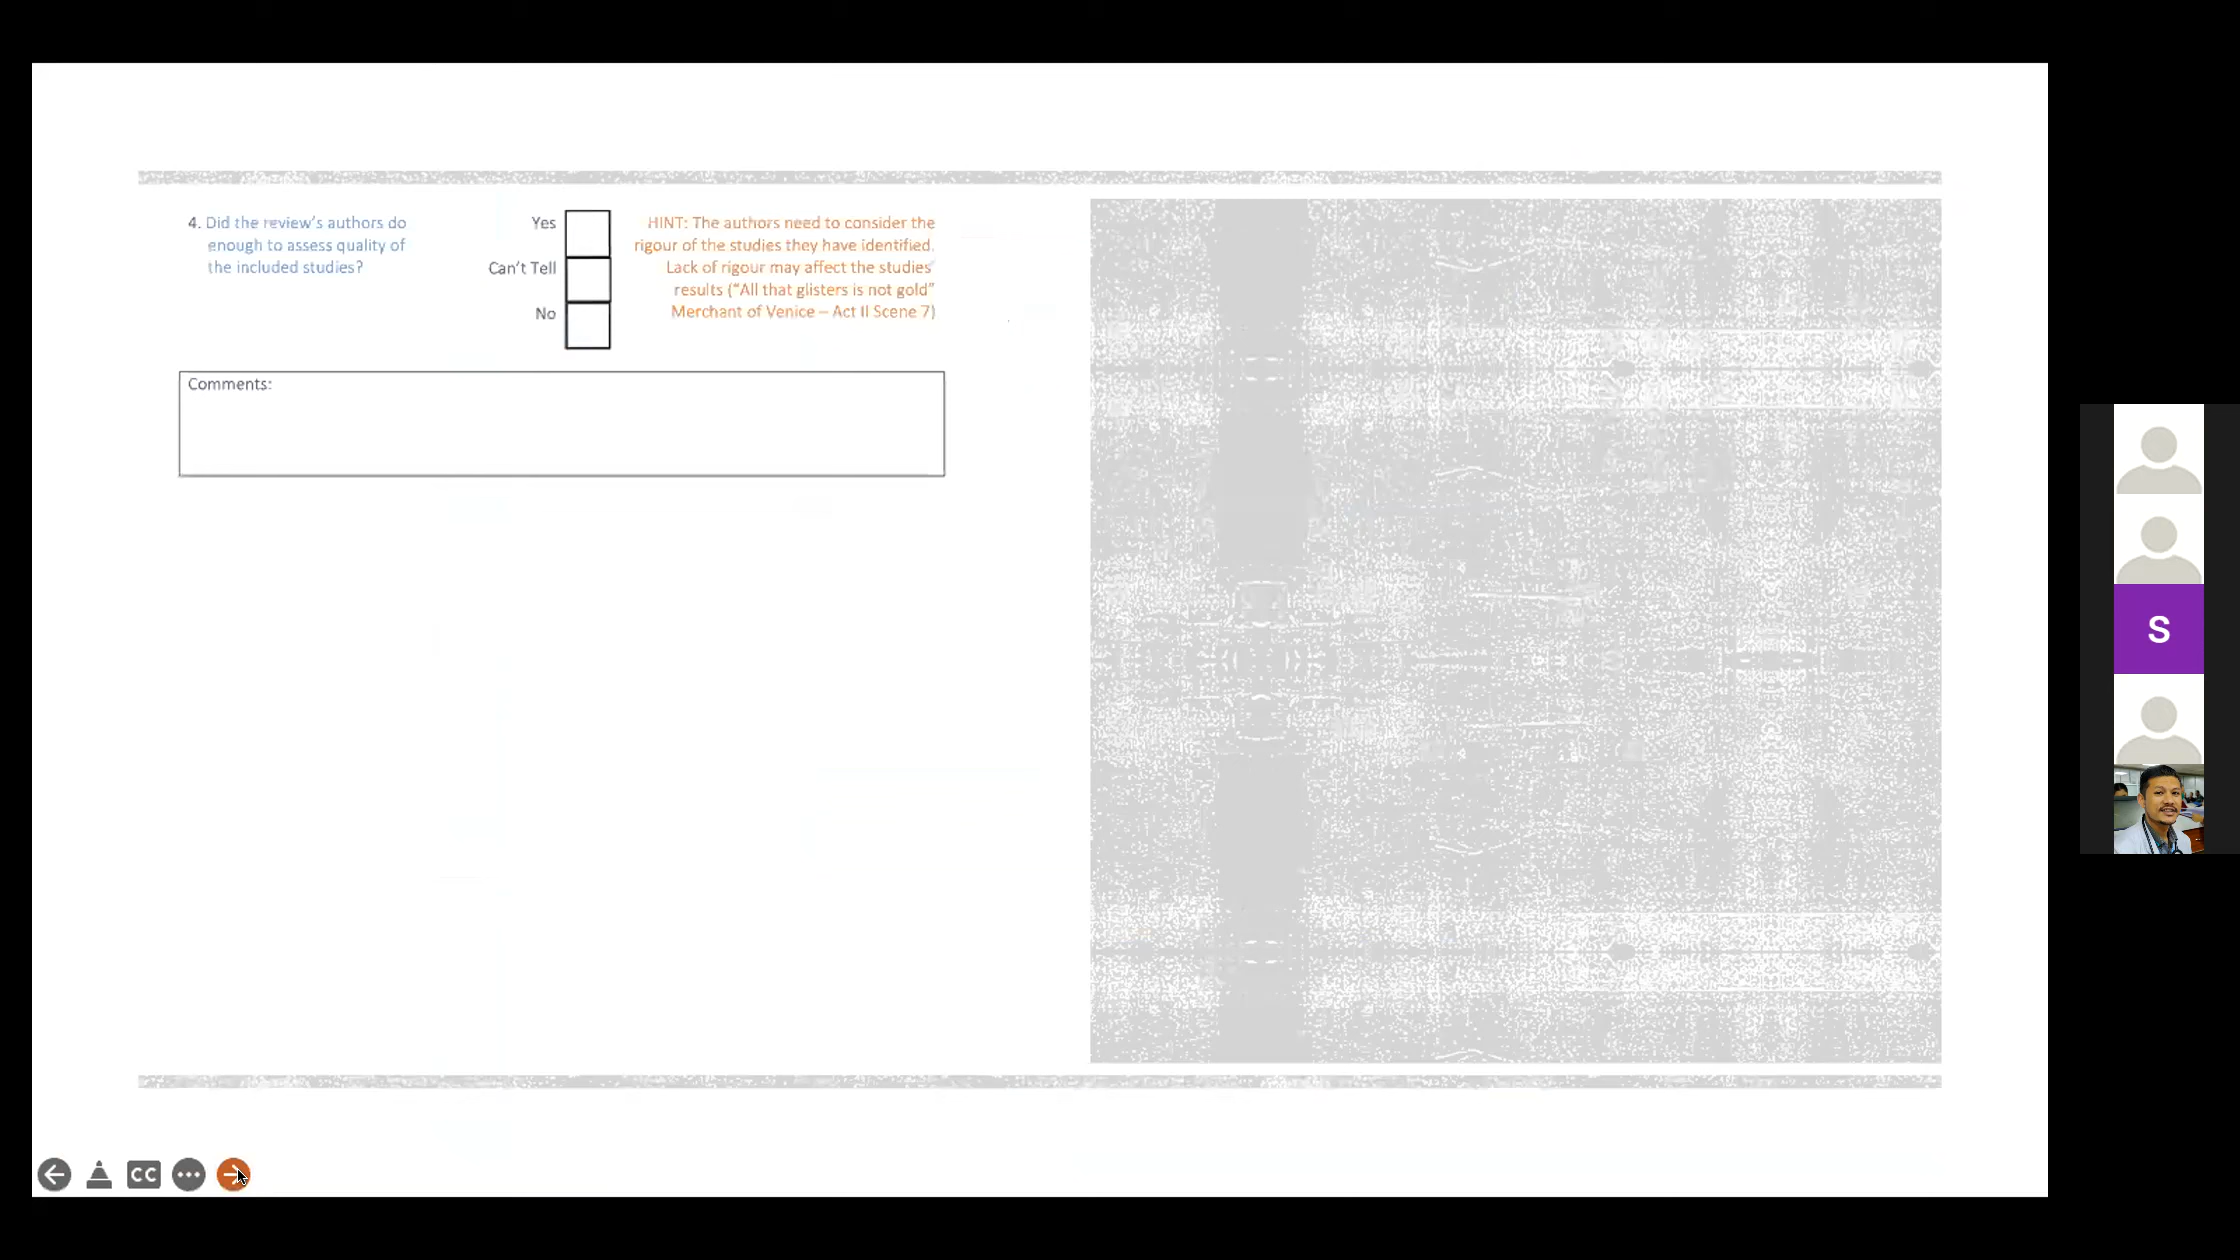 4. Did the review's authors do
enough to assess quality of
the included studies?
Yes
Can't Tell
No
HINT: The authors need to consider the
rigour of the studies they have identified.
Lack of rigour may affect the studies'
results ("All that glisters is not gold"
Merchant of Venice – Act II Scene 7)
Comments:
S
CC